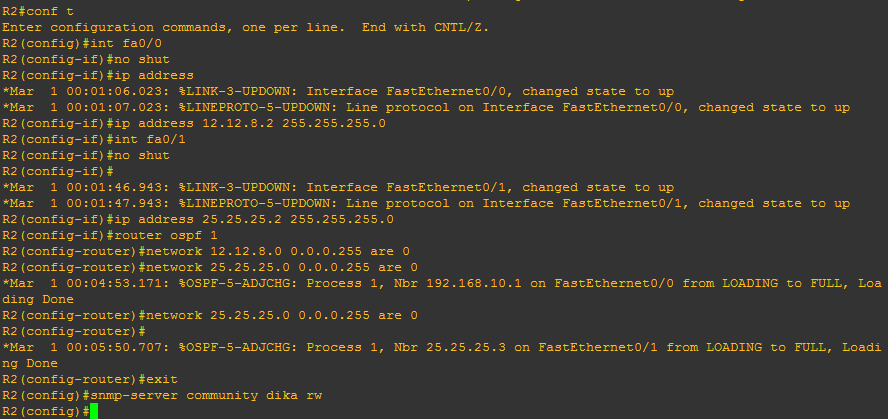 R2#conf t
Enter configuration commands, one per line.  End with CNTL/Z.
R2(config)#int fa0/0
R2(config-if)#no shut
R2(config-if)#ip address
*Mar  1 00:01:06.023: %LINK-3-UPDOWN: Interface FastEthernet0/0, changed state to up
*Mar  1 00:01:07.023: %LINEPROTO-5-UPDOWN: Line protocol on Interface FastEthernet0/0, changed state to up
R2(config-if)#ip address 12.12.8.2 255.255.255.0
R2(config-if)#int fa0/1
R2(config-if)#no shut
R2(config-if)#
*Mar  1 00:01:46.943: %LINK-3-UPDOWN: Interface FastEthernet0/1, changed state to up
*Mar  1 00:01:47.943: %LINEPROTO-5-UPDOWN: Line protocol on Interface FastEthernet0/1, changed state to up
R2(config-if)#ip address 25.25.25.2 255.255.255.0
R2(config-if)#router ospf 1
R2(config-router)#network 12.12.8.0 0.0.0.255 are 0
R2(config-router)#network 25.25.25.0 0.0.0.255 are 0
*Mar  1 00:04:53.171: %OSPF-5-ADJCHG: Process 1, Nbr 192.168.10.1 on FastEthernet0/0 from LOADING to FULL, Loa
ding Done
R2(config-router)#network 25.25.25.0 0.0.0.255 are 0
R2(config-router)#
*Mar  1 00:05:50.707: %OSPF-5-ADJCHG: Process 1, Nbr 25.25.25.3 on FastEthernet0/1 from LOADING to FULL, Loadi
ng Done
R2(config-router)#exit
R2(config)#snmp-server community dika rw
R2(config)#